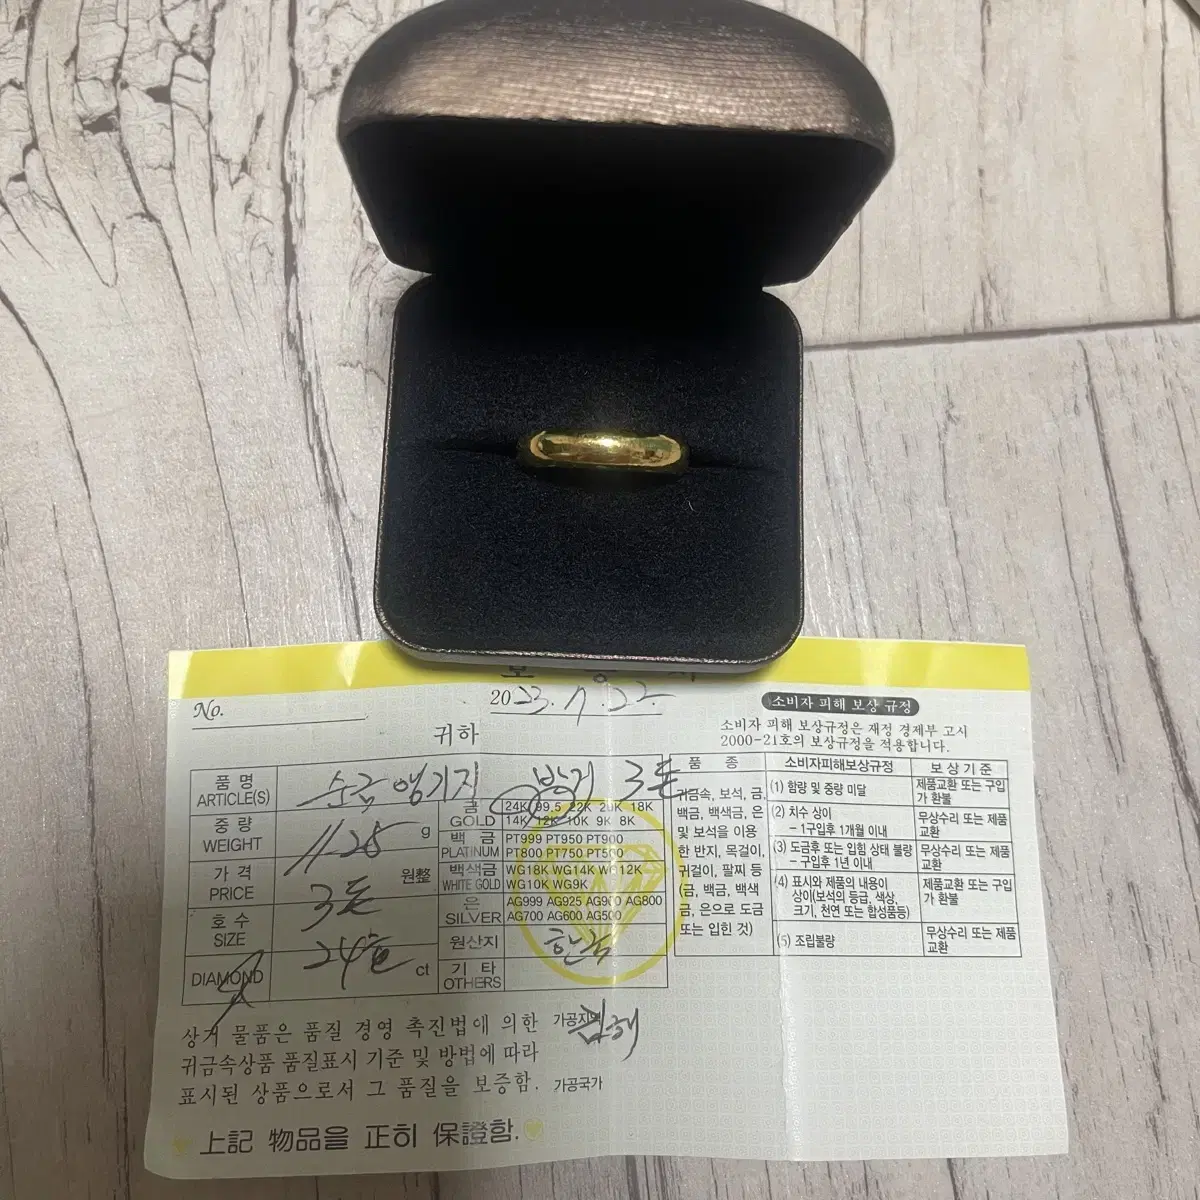 No.
2023. 7. 22.
귀하
품 명
ARTICLE(S)
순금 앵기지 반지 3돈
중 량
WEIGHT
11.25 g
가 격
PRICE
3돈 원整
호 수
SIZE
24호
DIAMOND ct
금
GOLD
24K 99.5 22K 20K 18K
14K 12K 10K 9K 8K
백 금
PLATINUM
PT999 PT950 PT900
PT800 PT750 PT500
백색금
WHITE GOLD
WG18K WG14K WG12K
WG10K WG9K
은
SILVER
AG999 AG925 AG900 AG800
AG700 AG600 AG500
원산지
한국
기 타
OTHERS
상기 물품은 품질 경영 촉진법에 의한
귀금속상품 품질표시 기준 및 방법에 따라
표시된 상품으로서 그 품질을 보증함.
가공지역
가공국가
上記 物品을 正히 保證함.
소비자 피해 보상 규정
소비자 피해 보상규정은 재정 경제부 고시
2000-21호의 보상규정을 적용합니다.
품 종
소비자피해보상규정
보 상 기 준
귀금속, 보석, 금,
백금, 백색금, 은
및 보석을 이용
한 반지, 목걸이,
귀걸이, 팔찌 등
(금, 백금, 백색
금, 은으로 도금
또는 입힌 것)
(1) 함량 및 중량 미달
제품교환 또는 구입
가 환불
(2) 치수 상이
– 1구입후 1개월 이내
무상수리 또는 제품
교환
(3) 도금후 또는 입힘 상태 불량
– 구입후 1년 이내
무상수리 또는 제품
교환
(4) 표시와 제품의 내용이
상이(보석의 등급, 색상,
크기, 천연 또는 합성품등)
제품교환 또는 구입
가 환불
(5) 조립불량
무상수리 또는 제품
교환